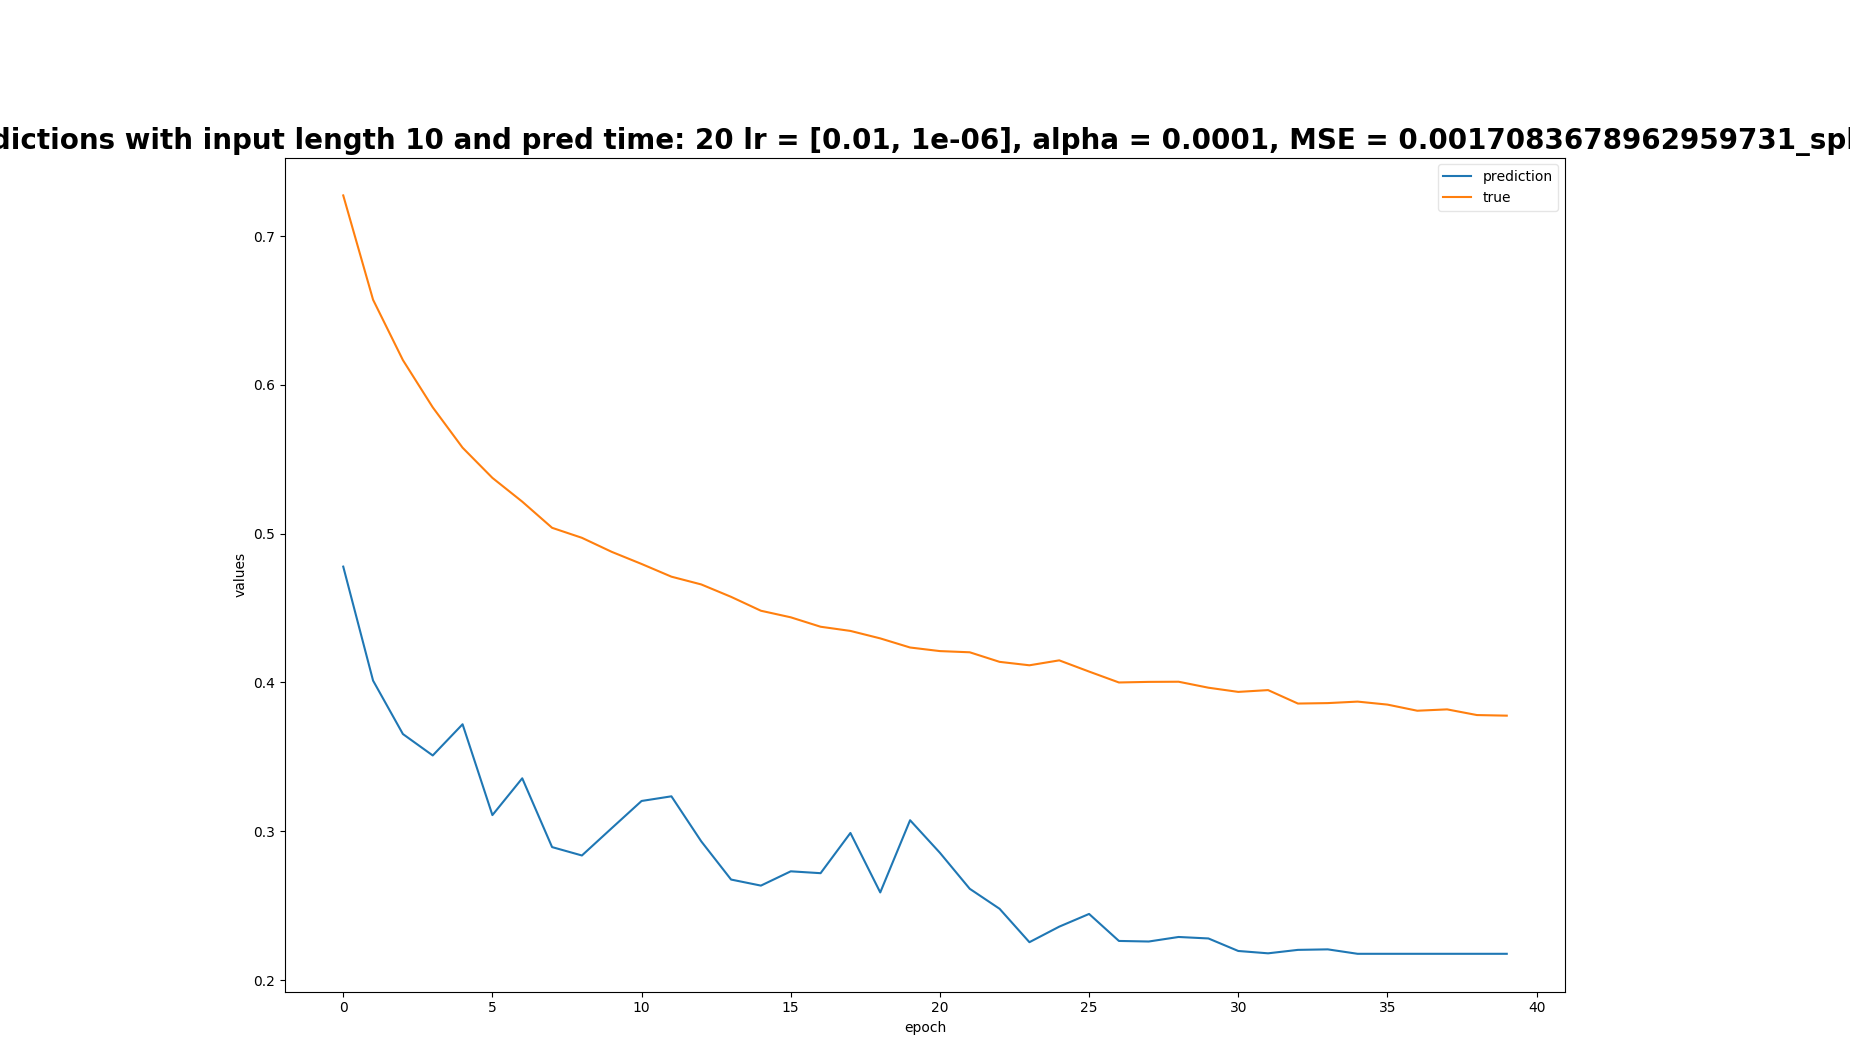 dictions with input length 10 and pred time: 20 lr = [0.01, 1e-06], alpha = 0.0001, MSE = 0.0017083678962959731_spl
prediction
true
0.7
0.6
0.5
0.4
0.3
0.2
values
0 5 10 15 20 25 30 35 40
epoch